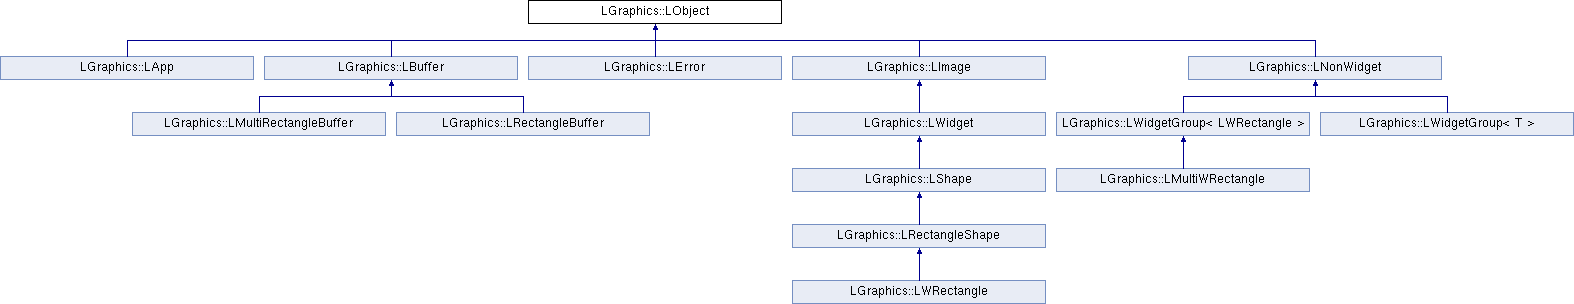 LGraphics::LObject
LGraphics::LApp
LGraphics::LBuffer
LGraphics::LError
LGraphics::LImage
LGraphics::LNonWidget
LGraphics::LMultiRectangleBuffer
LGraphics::LRectangleBuffer
LGraphics::LWidget
LGraphics::LWidgetGroup< LWRectangle >
LGraphics::LWidgetGroup< T >
LGraphics::LShape
LGraphics::LMultiWRectangle
LGraphics::LRectangleShape
LGraphics::LWRectangle